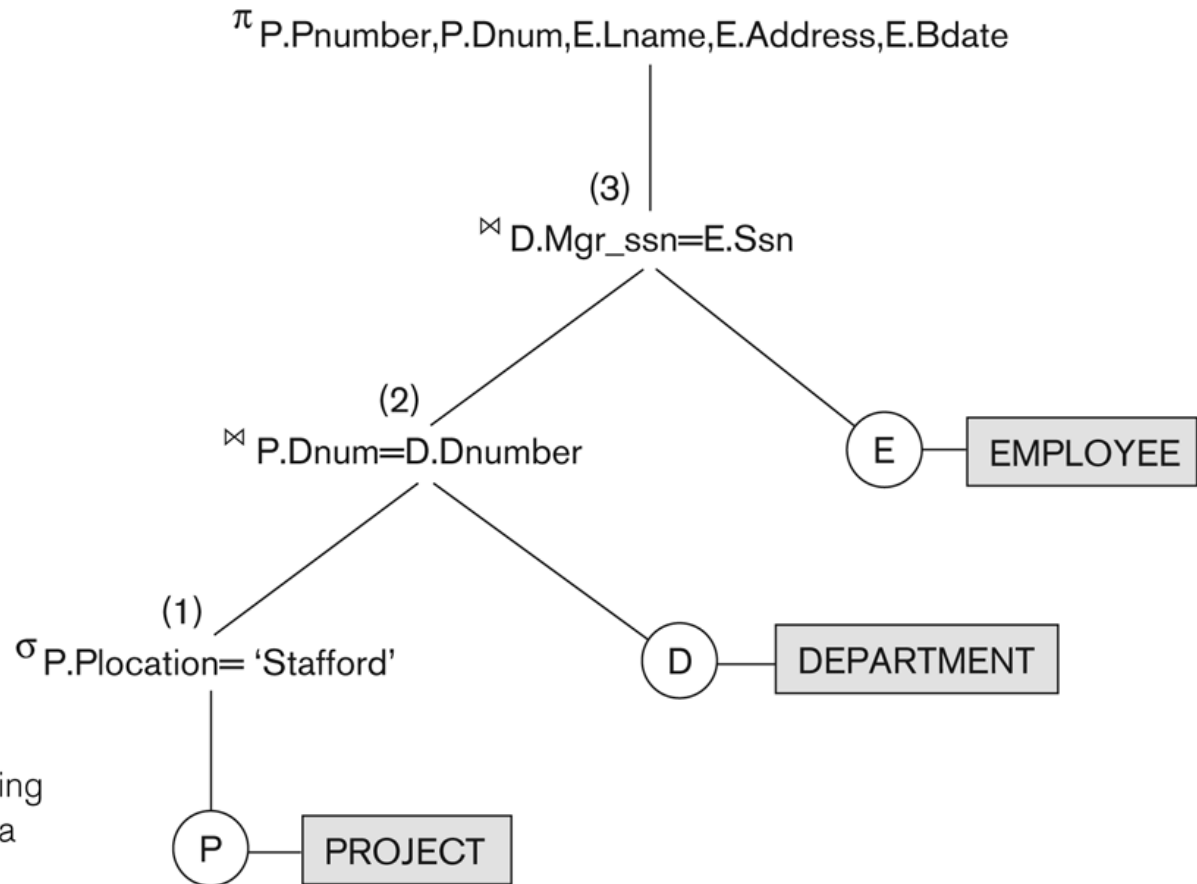 π P.Pnumber,P.Dnum,E.Lname,E.Address,E.Bdate
(3)
⋈ D.Mgr_ssn=E.Ssn
(2)
⋈ P.Dnum=D.Dnumber
E
EMPLOYEE
(1)
σ P.Plocation= ‘Stafford’
D
DEPARTMENT
ing
a
P
PROJECT